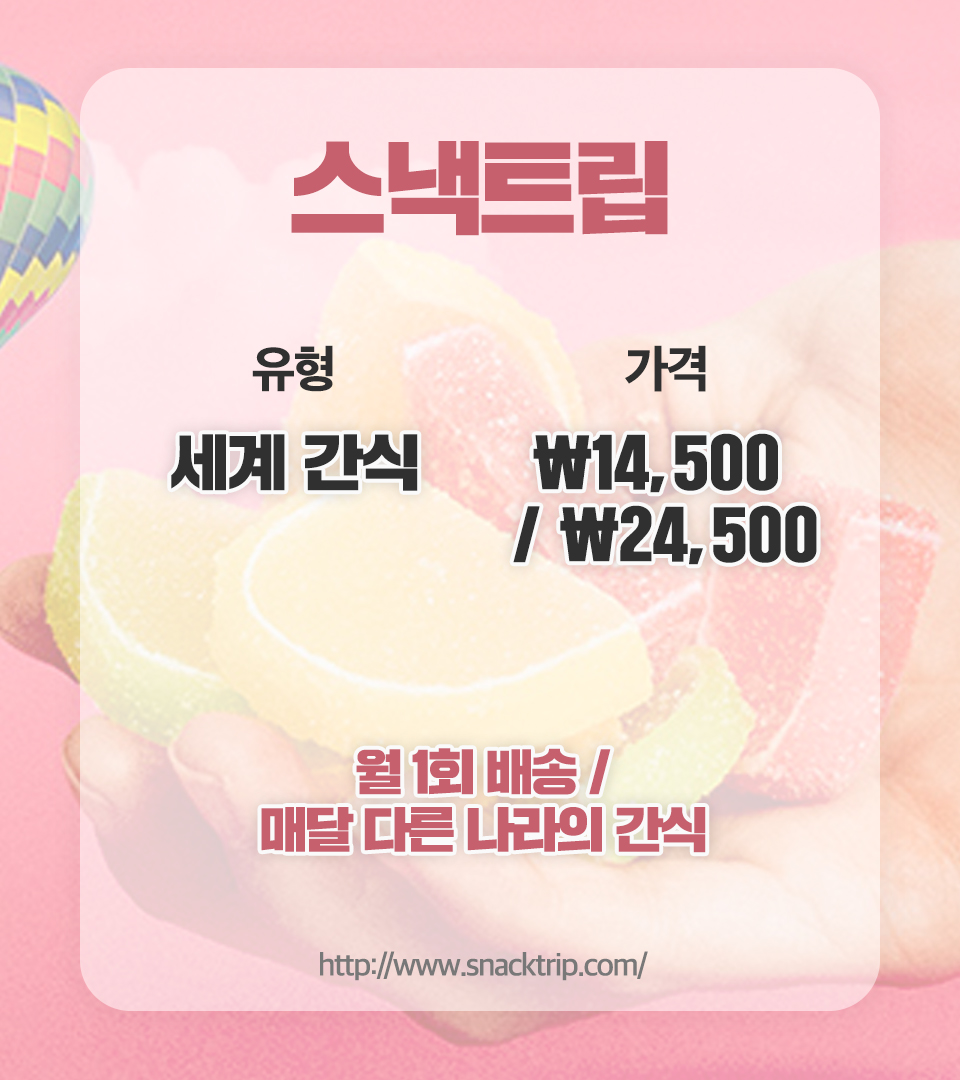 스낵트립
유형
가격
세계 간식
₩14,500
/ ₩24,500
월 1회 배송 /
매달 다른 나라의 간식
http://www.snacktrip.com/